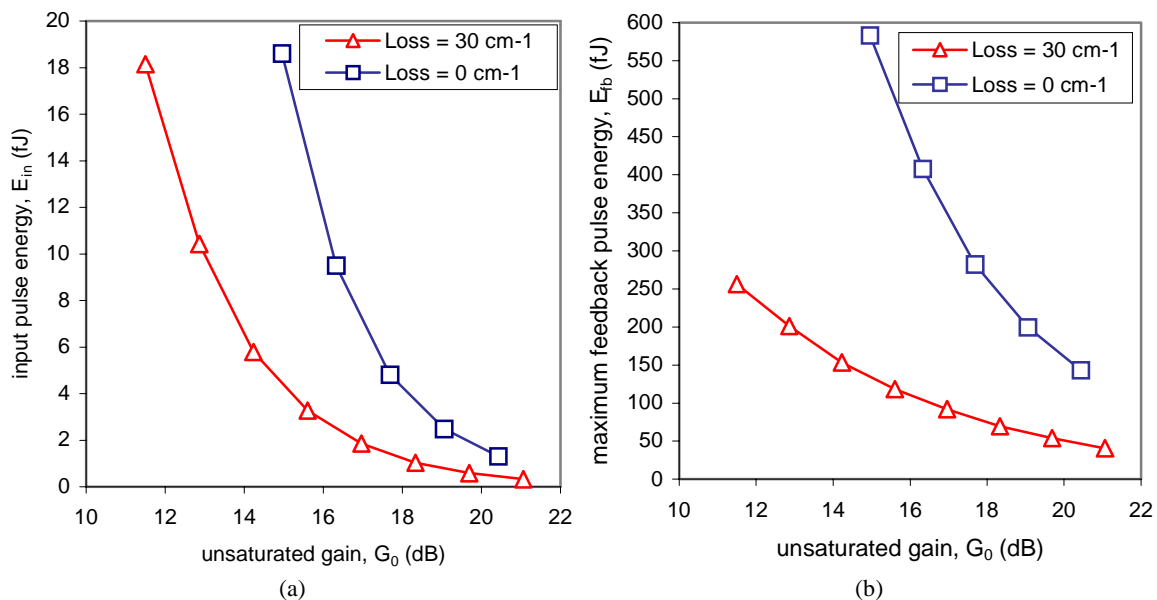 20
18
16
14
12
10
8
6
4
2
0
input pulse energy, E_in (fJ)
Loss = 30 cm-1
Loss = 0 cm-1
10 12 14 16 18 20 22
unsaturated gain, G_0 (dB)
(a)
600
550
500
450
400
350
300
250
200
150
100
50
0
maximum feedback pulse energy, E_fb (fJ)
Loss = 30 cm-1
Loss = 0 cm-1
10 12 14 16 18 20 22
unsaturated gain, G_0 (dB)
(b)